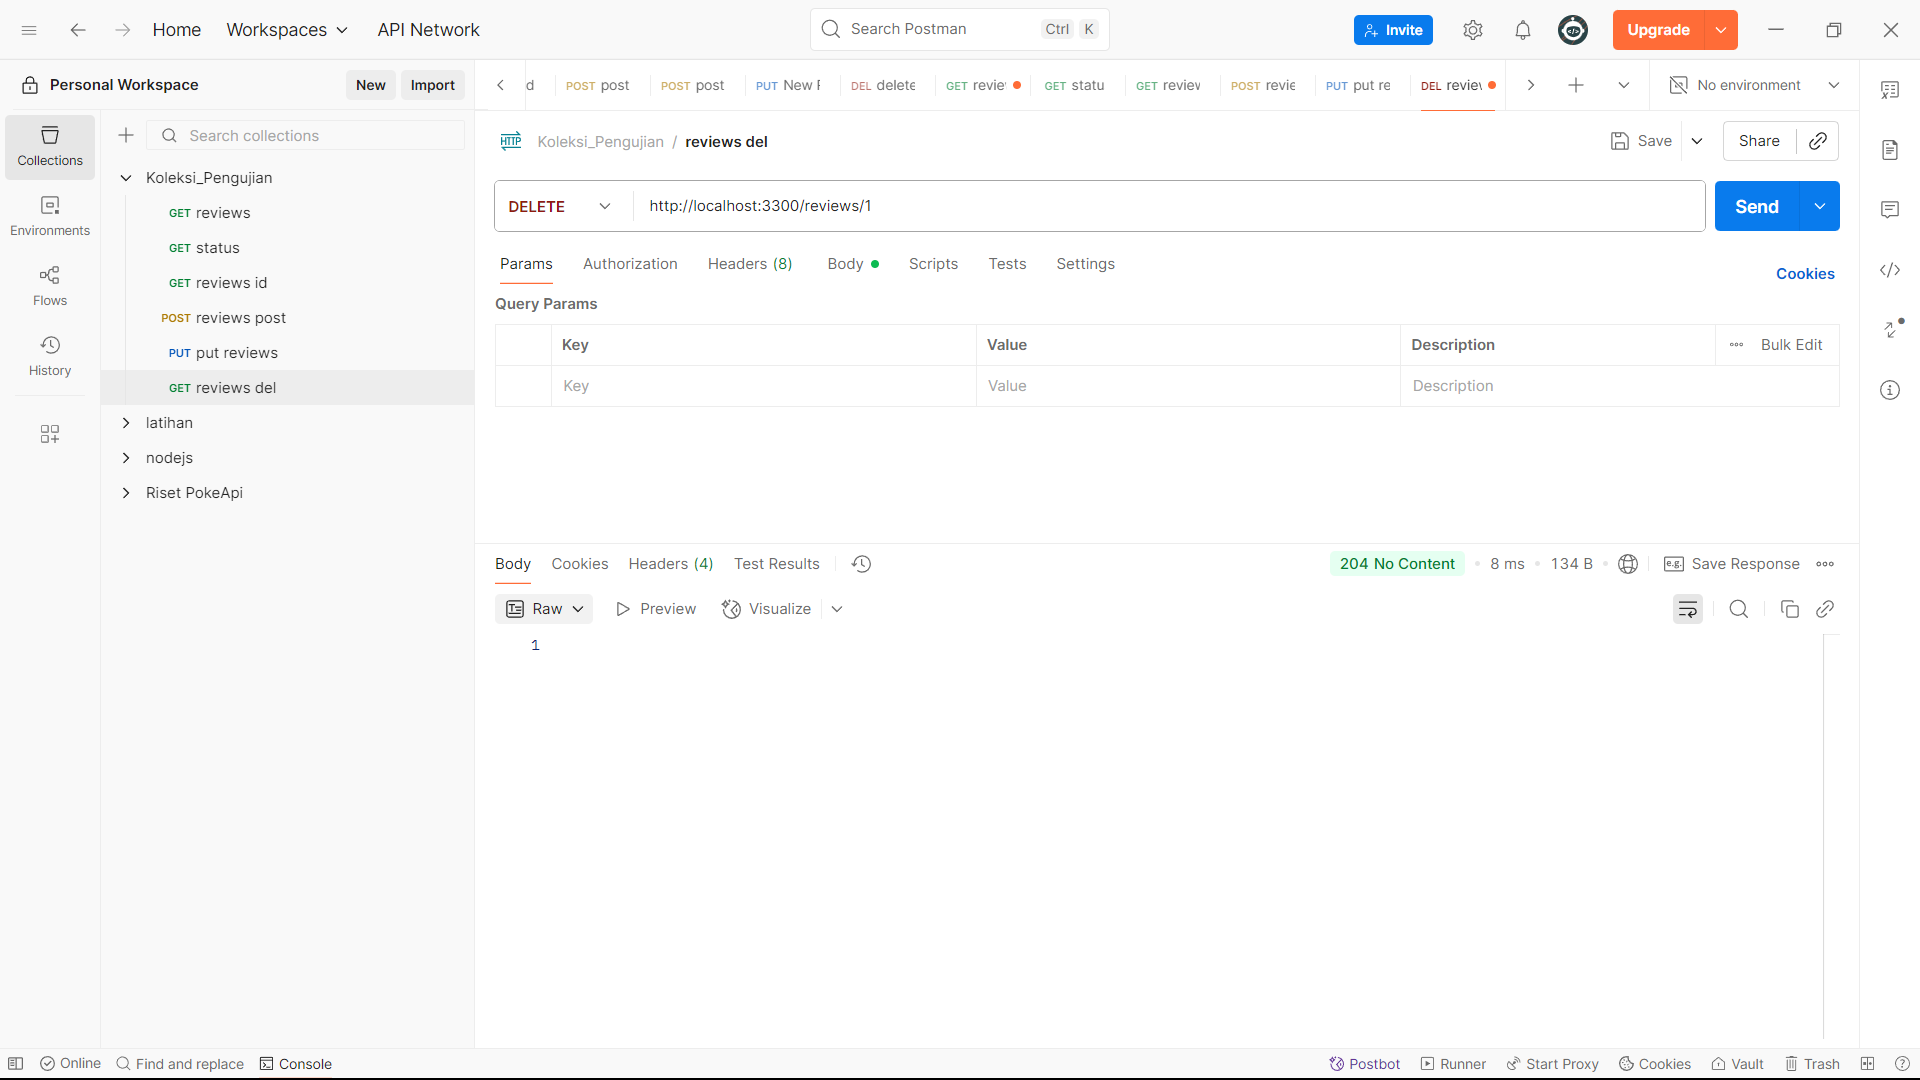 Home Workspaces API Network Search Postman Ctrl K Invite Upgrade
Personal Workspace New Import d POST post POST post PUT New F DEL delete GET review GET statu GET review POST revie PUT put re DEL review No environment
Collections Search collections
Koleksi_Pengujian / reviews del Save Share
Koleksi_Pengujian
GET reviews
DELETE http://localhost:3300/reviews/1 Send
Environments
GET status
Params Authorization Headers (8) Body Scripts Tests Settings Cookies
Flows
GET reviews id
Query Params
POST reviews post
Key Value Description Bulk Edit
History
PUT put reviews
Key Value Description
GET reviews del
latihan
nodejs
Riset PokeApi
Body Cookies Headers (4) Test Results 204 No Content 8 ms 134 B e.g. Save Response
Raw Preview Visualize
1
Online Find and replace Console Postbot Runner Start Proxy Cookies Vault Trash